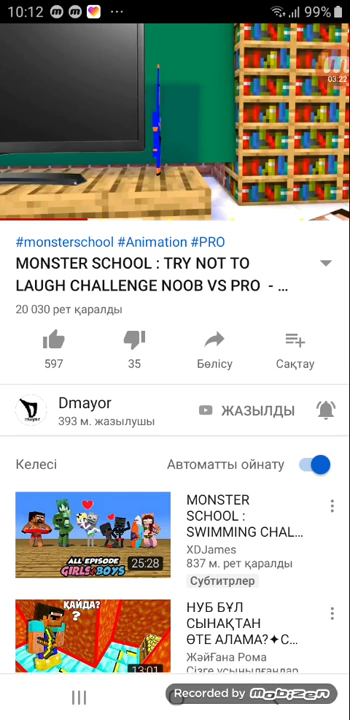 10:12
99%
03:22
#monsterschool #Animation #PRO
MONSTER SCHOOL : TRY NOT TO
LAUGH CHALLENGE NOOB VS PRO - ...
20 030 рет қаралды
597
35
Бөлісу
Сақтау
Dmayor
393 м. жазылушы
ЖАЗЫЛДЫ
Келесі
Автоматты ойнату
MONSTER
SCHOOL :
SWIMMING CHAL...
XDJames
837 м. рет қаралды
Субтитрлер
ALL EPISODE
GIRLS & BOYS
25:28
НУБ БҰЛ
СЫНАҚТАН
ӨТЕ АЛАМА?✦С...
ЖәйҒана Рома
Сізге ұсынылғандар
ҚАЙДА?
?
13:01
Recorded by Mobizen